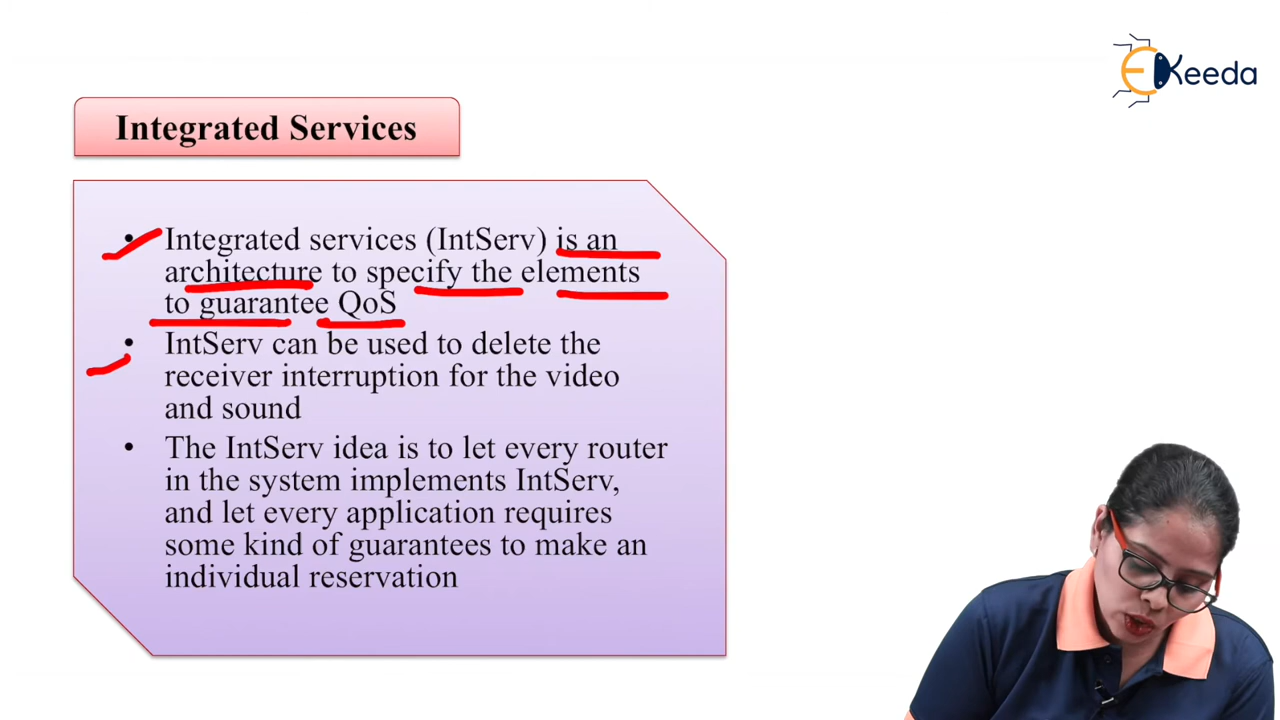 EKeeda
Integrated Services
• Integrated services (IntServ) is an
architecture to specify the elements
to guarantee QoS
• IntServ can be used to delete the
receiver interruption for the video
and sound
• The IntServ idea is to let every router
in the system implements IntServ,
and let every application requires
some kind of guarantees to make an
individual reservation